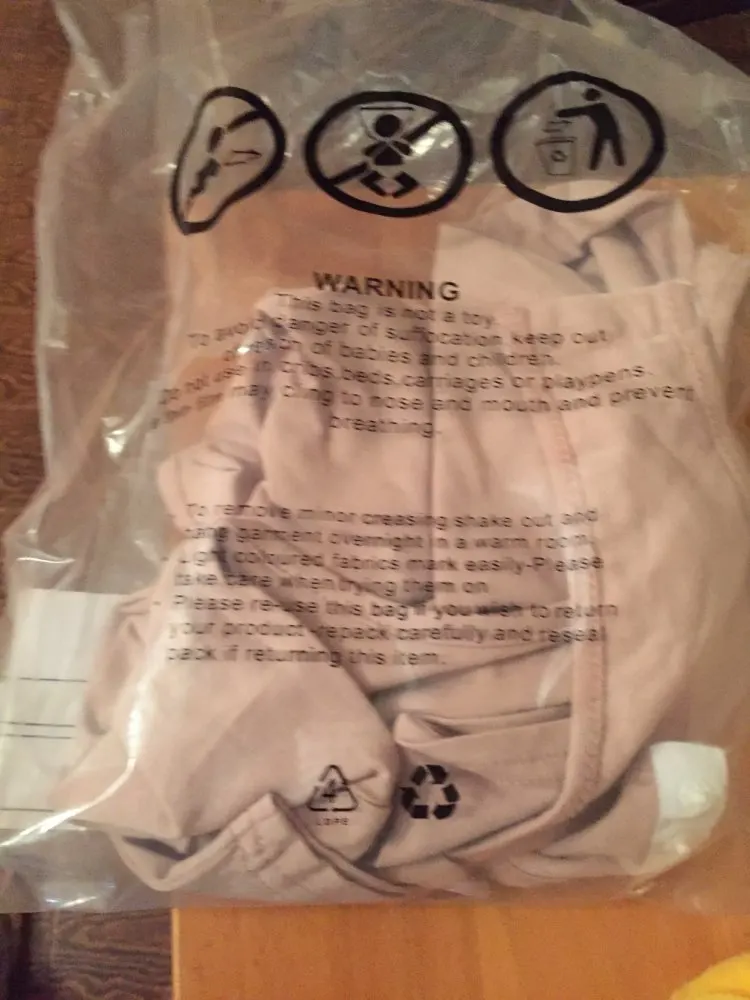 WARNING
This bag is not a toy.
To avoid danger of suffocation keep out
of reach of babies and children.
Do not use in cribs,beds,carriages or playpens.
film may cling to nose and mouth and prevent
breathing.
To remove minor creasing shake out and
hang garment overnight in a warm room.
- Light coloured fabrics mark easily-Please
take care when trying them on
- Please re-use this bag if you wish to return
your product-repack carefully and reseal
pack if returning this item.
4
LDPE